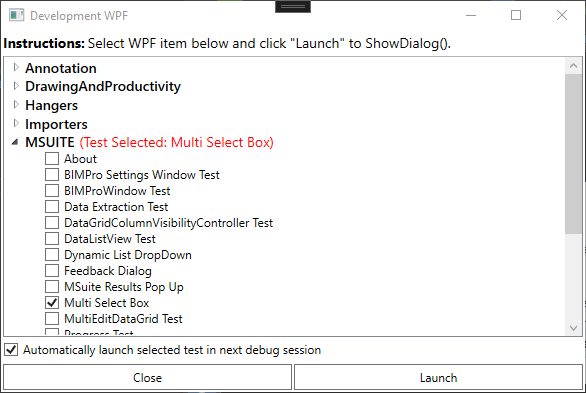 Development WPF
Instructions: Select WPF item below and click "Launch" to ShowDialog().
Annotation
DrawingAndProductivity
Hangers
Importers
MSUITE (Test Selected: Multi Select Box)
About
BIMPro Settings Window Test
BIMProWindow Test
Data Extraction Test
DataGridColumnVisibilityController Test
DataListView Test
Dynamic List DropDown
Feedback Dialog
MSuite Results Pop Up
Multi Select Box
MultiEditDataGrid Test
Progress Test
Automatically launch selected test in next debug session
Close
Launch